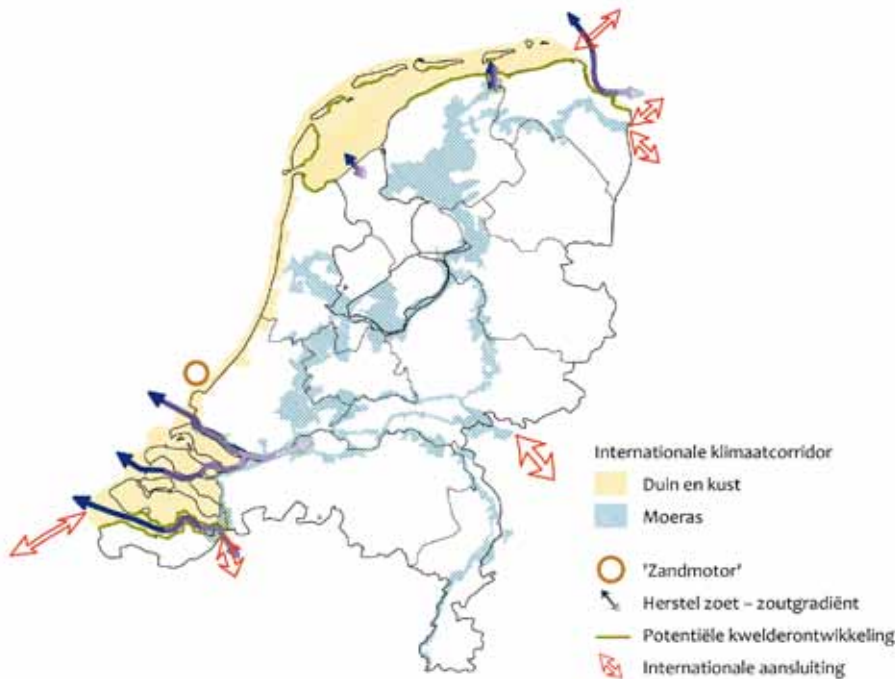 Internationale klimaatcorridor
Duin en kust
Moeras
'Zandmotor'
Herstel zoet – zoutgradiënt
Potentiële kwelderontwikkeling
Internationale aansluiting